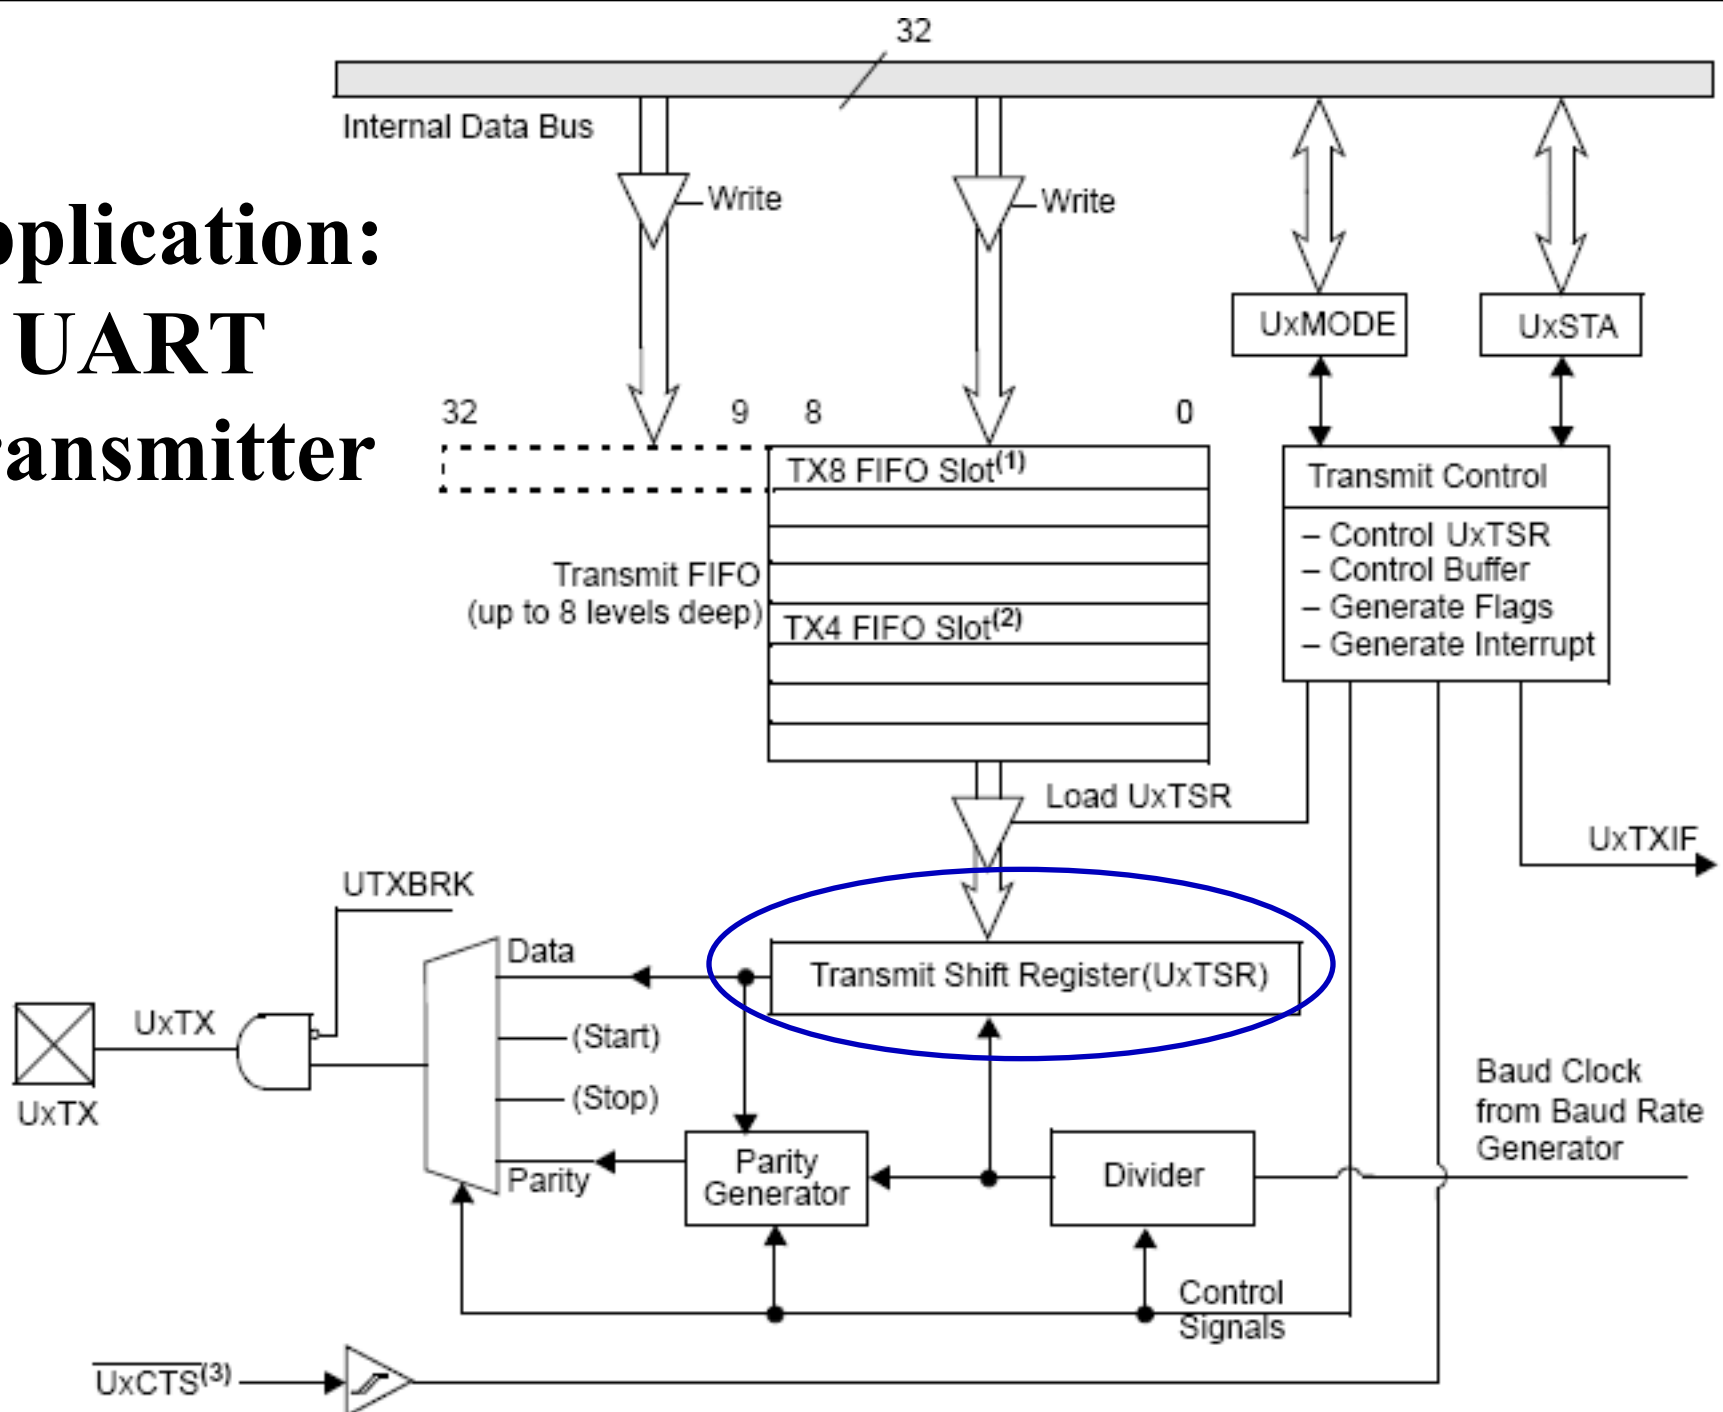 32
Internal Data Bus
Write
Write
pplication:
UART
ransmitter
UxMODE
UxSTA
32
9
8
0
TX8 FIFO Slot(1)
Transmit Control
– Control UxTSR
– Control Buffer
– Generate Flags
– Generate Interrupt
Transmit FIFO
(up to 8 levels deep)
TX4 FIFO Slot(2)
Load UxTSR
UxTXIF
UTXBRK
Data
Transmit Shift Register(UxTSR)
UxTX
(Start)
(Stop)
UxTX
Baud Clock
from Baud Rate
Generator
Parity
Generator
Divider
Parity
Control
Signals
UxCTS(3)